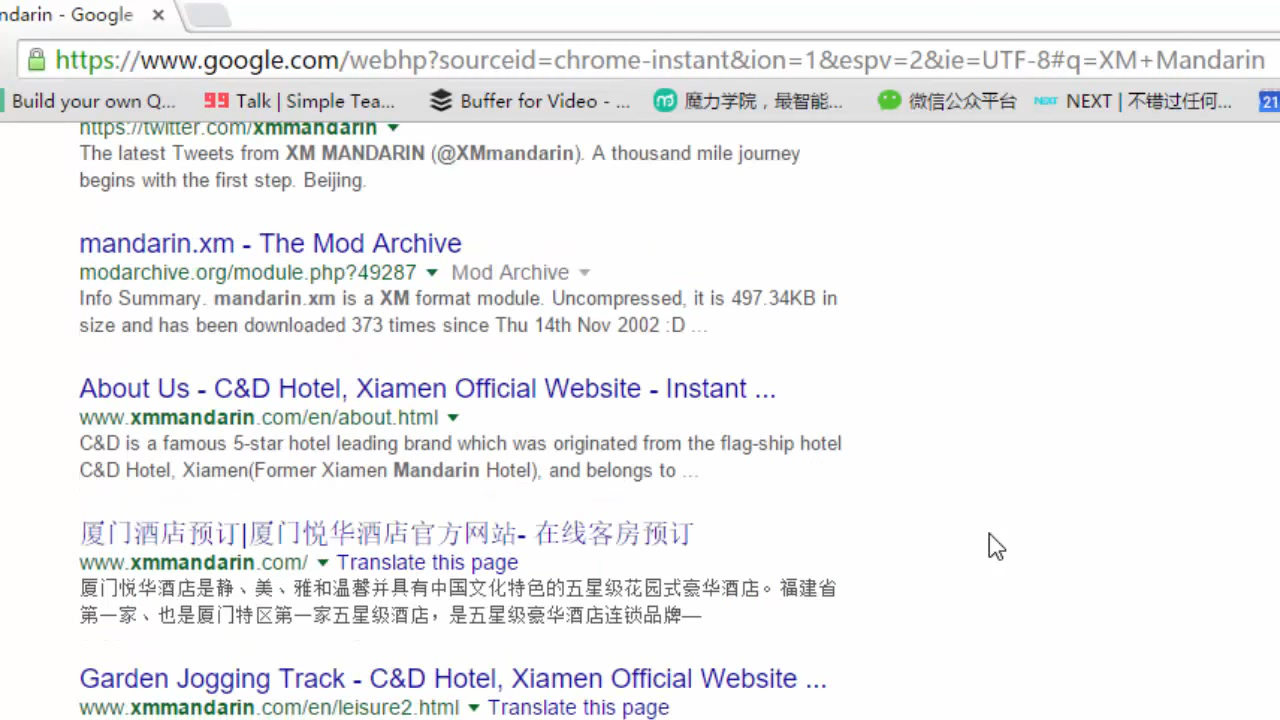 ndarin - Google
https://www.google.com/webhp?sourceid=chrome-instant&ion=1&espv=2&ie=UTF-8#q=XM+Mandarin
Build your own Q... 99 Talk | Simple Tea... Buffer for Video - ... 魔力学院，最智能... 微信公众平台 NEXT NEXT | 不错过任何... 21
https://twitter.com/xmmandarin
The latest Tweets from XM MANDARIN (@XMmandarin). A thousand mile journey
begins with the first step. Beijing.
mandarin.xm - The Mod Archive
modarchive.org/module.php?49287 Mod Archive
Info Summary. mandarin.xm is a XM format module. Uncompressed, it is 497.34KB in
size and has been downloaded 373 times since Thu 14th Nov 2002 :D ...
About Us - C&D Hotel, Xiamen Official Website - Instant ...
www.xmmandarin.com/en/about.html
C&D is a famous 5-star hotel leading brand which was originated from the flag-ship hotel
C&D Hotel, Xiamen(Former Xiamen Mandarin Hotel), and belongs to ...
厦门酒店预订|厦门悦华酒店官方网站- 在线客房预订
www.xmmandarin.com/ Translate this page
厦门悦华酒店是静、美、雅和温馨并具有中国文化特色的五星级花园式豪华酒店。福建省
第一家、也是厦门特区第一家五星级酒店，是五星级豪华酒店连锁品牌—
Garden Jogging Track - C&D Hotel, Xiamen Official Website ...
www.xmmandarin.com/en/leisure2.html Translate this page